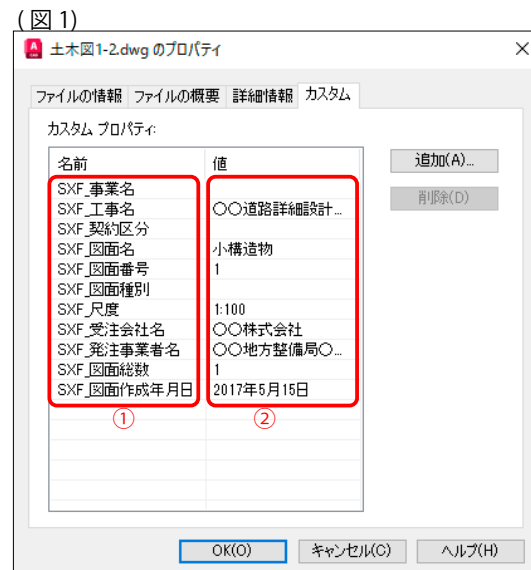 (図 1)
土木図1-2.dwg のプロパティ
ファイルの情報 ファイルの概要 詳細情報 カスタム
カスタム プロパティ:
名前 値
追加(A)...
削除(D)
SXF_事業名
SXF_工事名 〇〇道路詳細設計...
SXF_契約区分
SXF_図面名 小構造物
SXF_図面番号 1
SXF_図面種別
SXF_尺度 1:100
SXF_受注会社名 〇〇株式会社
SXF_発注事業者名 〇〇地方整備局〇...
SXF_図面総数 1
SXF_図面作成年月日 2017年5月15日
① ②
OK(O) キャンセル(C) ヘルプ(H)